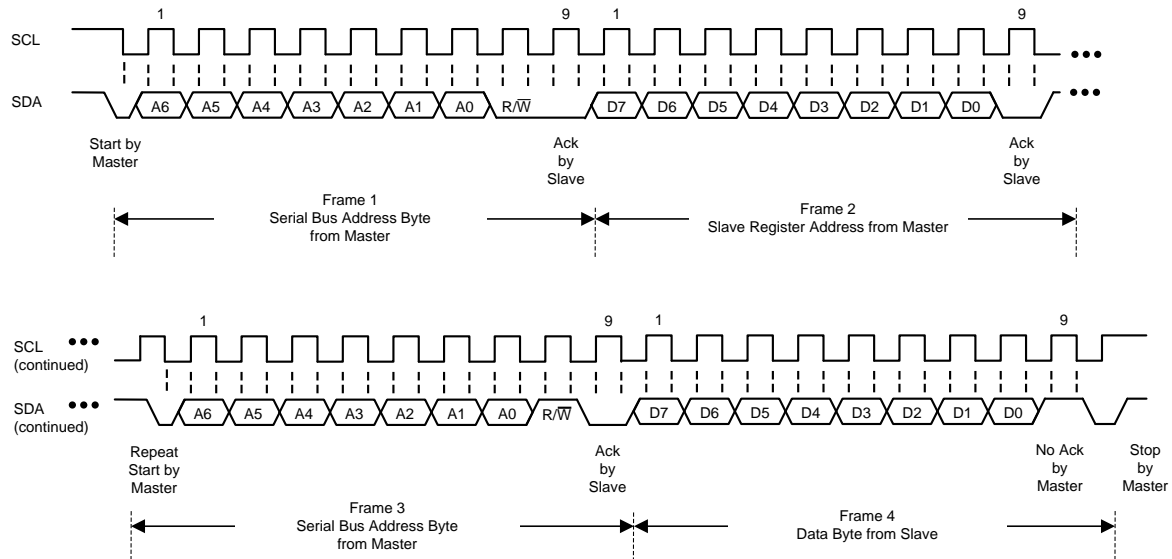 1 9 1 9
SCL
SDA A6 A5 A4 A3 A2 A1 A0 R/W̅ D7 D6 D5 D4 D3 D2 D1 D0
Start by
Master
Ack
by
Slave
Ack
by
Slave
Frame 1
Serial Bus Address Byte
from Master
Frame 2
Slave Register Address from Master
1 9 1 9
SCL
(continued)
SDA
(continued)
A6 A5 A4 A3 A2 A1 A0 R/W̅ D7 D6 D5 D4 D3 D2 D1 D0
Repeat
Start by
Master
Ack
by
Slave
No Ack
by
Master
Stop
by
Master
Frame 3
Serial Bus Address Byte
from Master
Frame 4
Data Byte from Slave